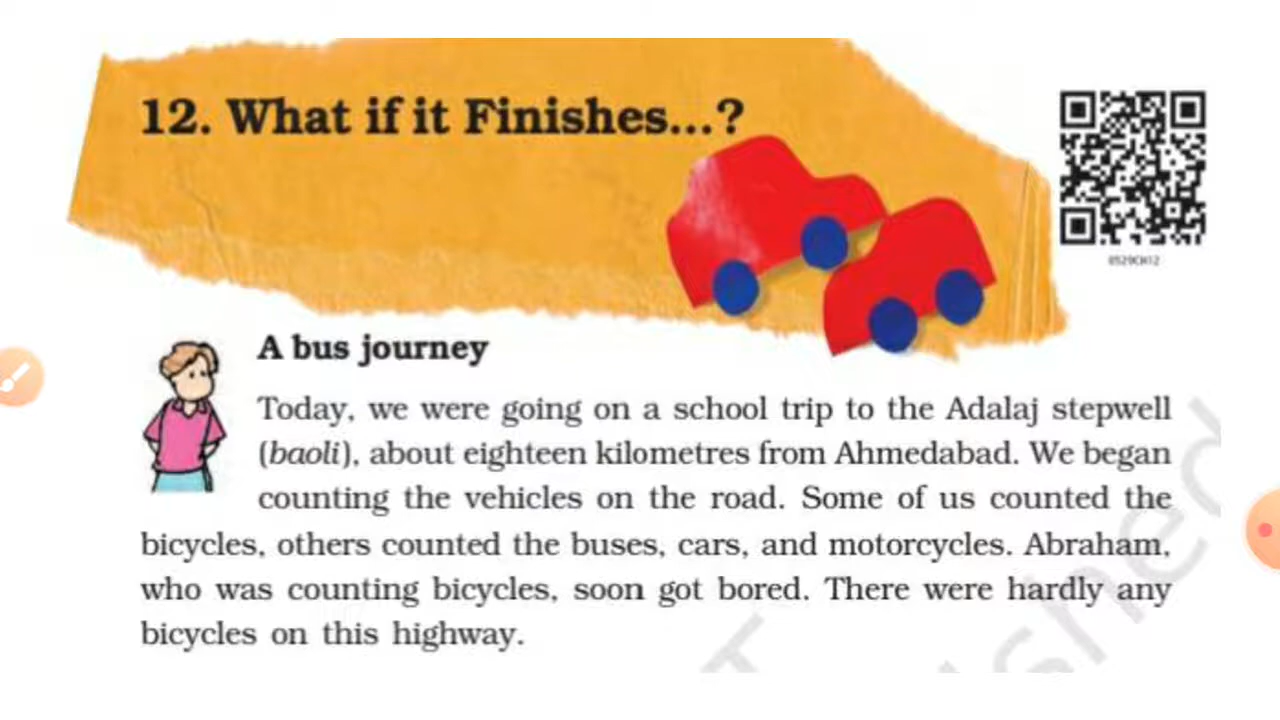 12. What if it Finishes...?
0529CH12
A bus journey
Today, we were going on a school trip to the Adalaj stepwell
(baoli), about eighteen kilometres from Ahmedabad. We began
counting the vehicles on the road. Some of us counted the
bicycles, others counted the buses, cars, and motorcycles. Abraham,
who was counting bicycles, soon got bored. There were hardly any
bicycles on this highway.